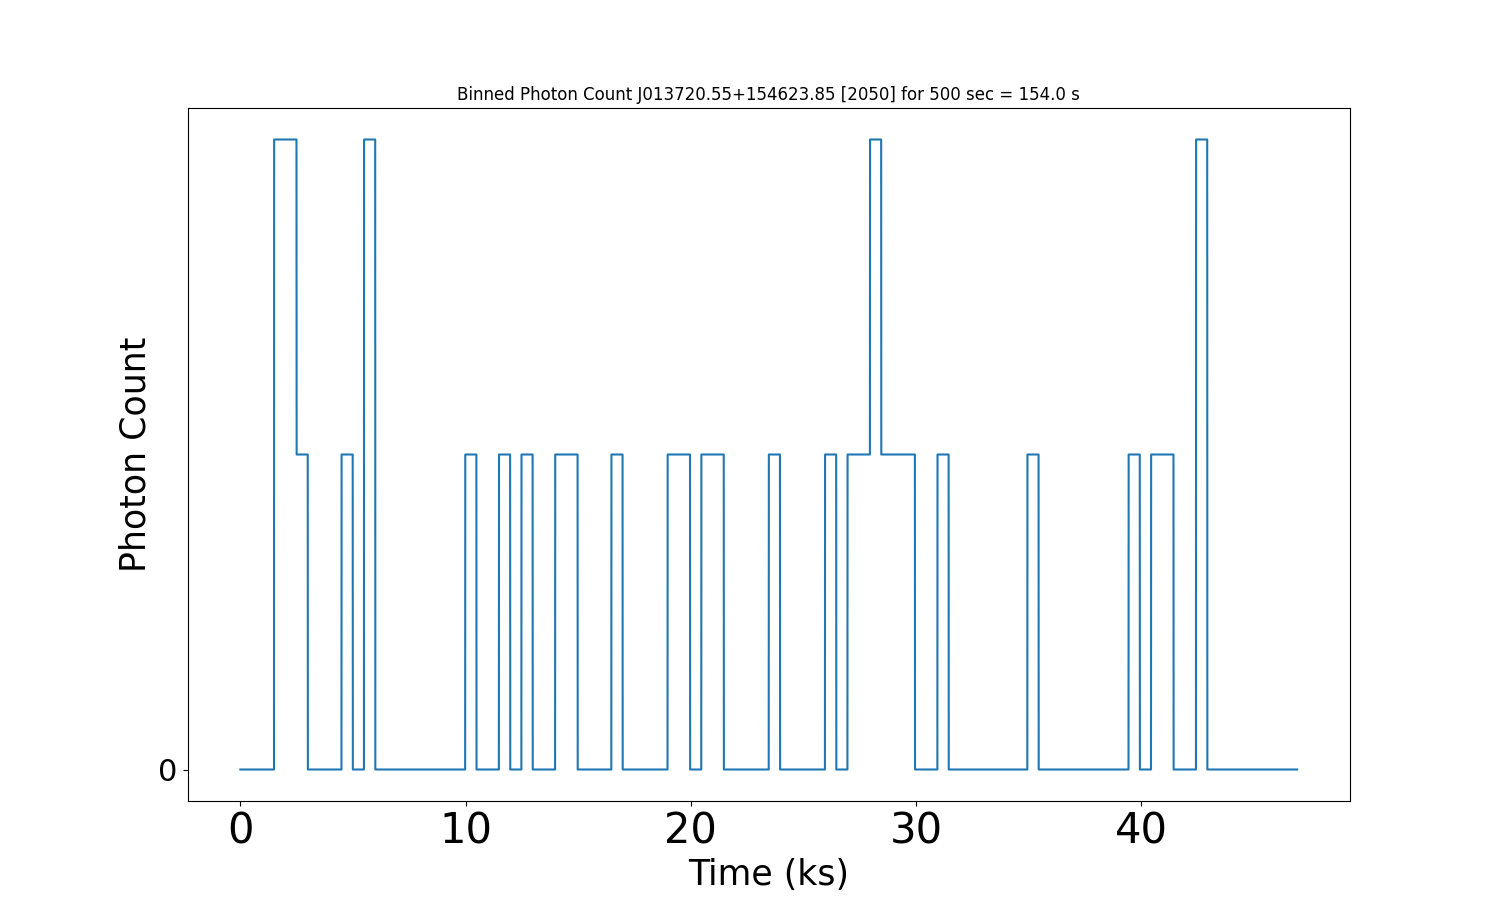 Binned Photon Count J013720.55+154623.85 [2050] for 500 sec = 154.0 s
Photon Count
0
0 10 20 30 40
Time (ks)